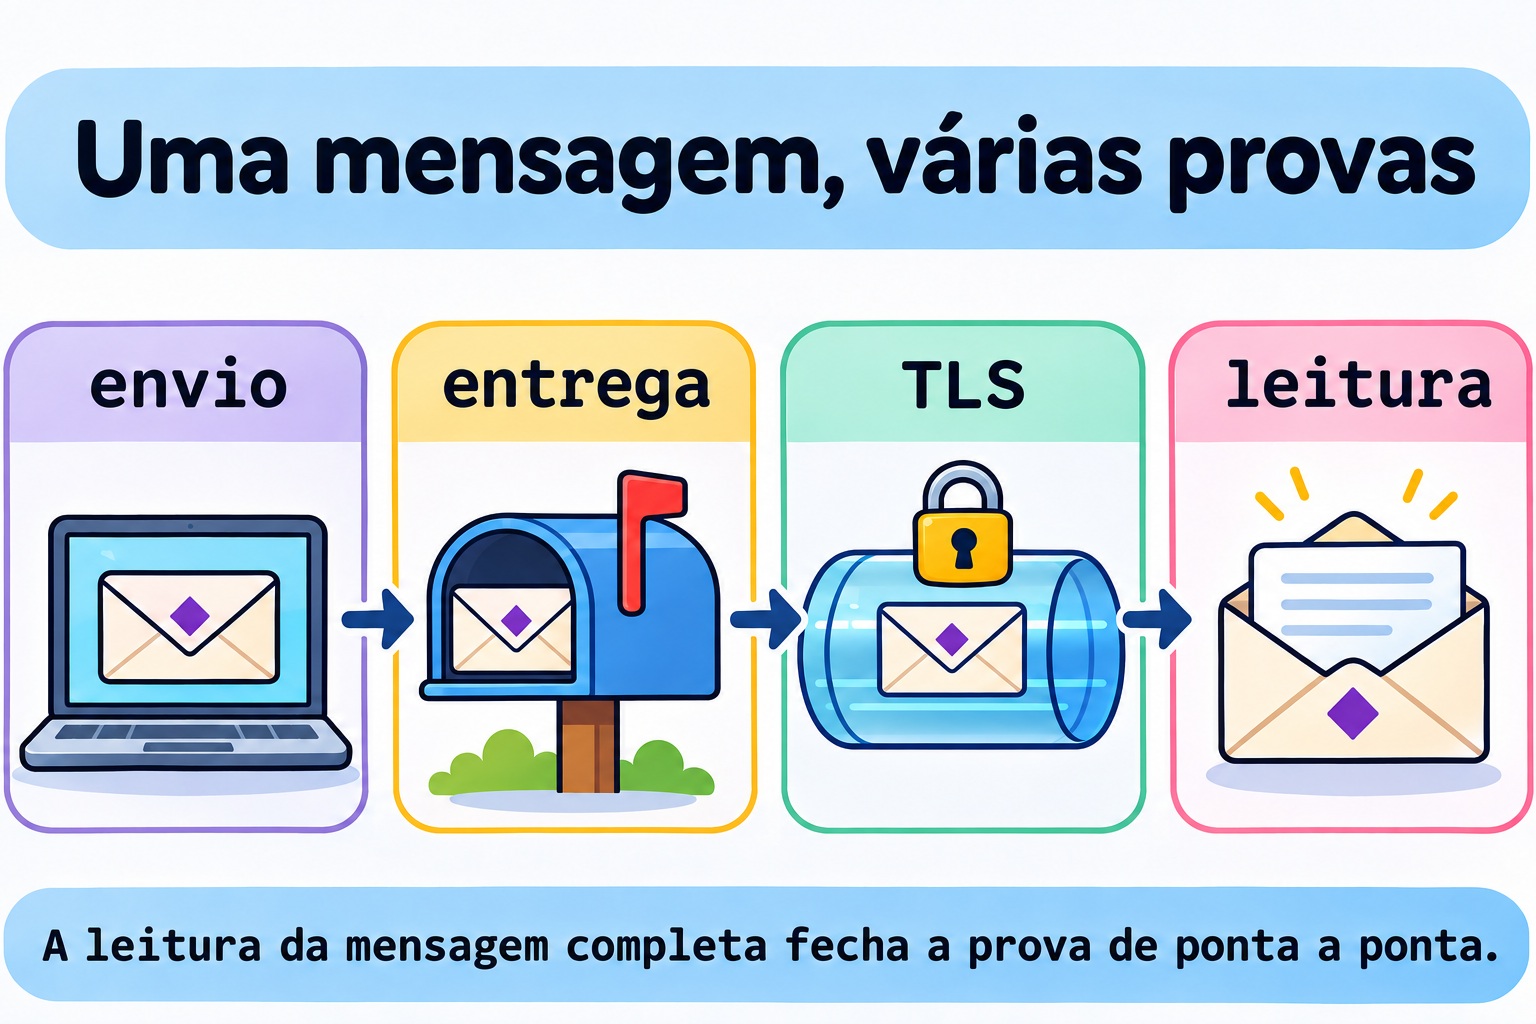 Uma mensagem, várias provas
envio
entrega
TLS
leitura
A leitura da mensagem completa fecha a prova de ponta a ponta.